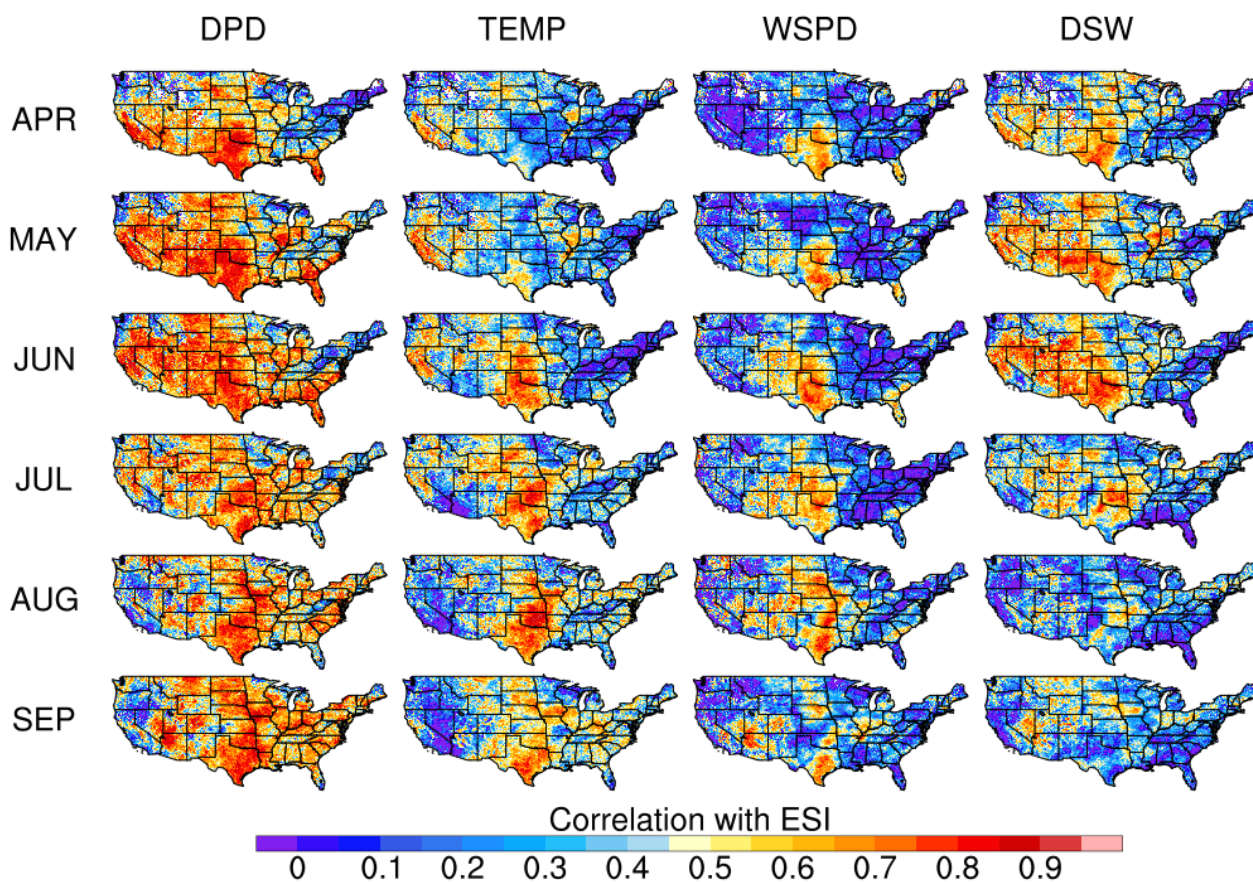 DPD TEMP WSPD DSW
APR
MAY
JUN
JUL
AUG
SEP
Correlation with ESI
0 0.1 0.2 0.3 0.4 0.5 0.6 0.7 0.8 0.9